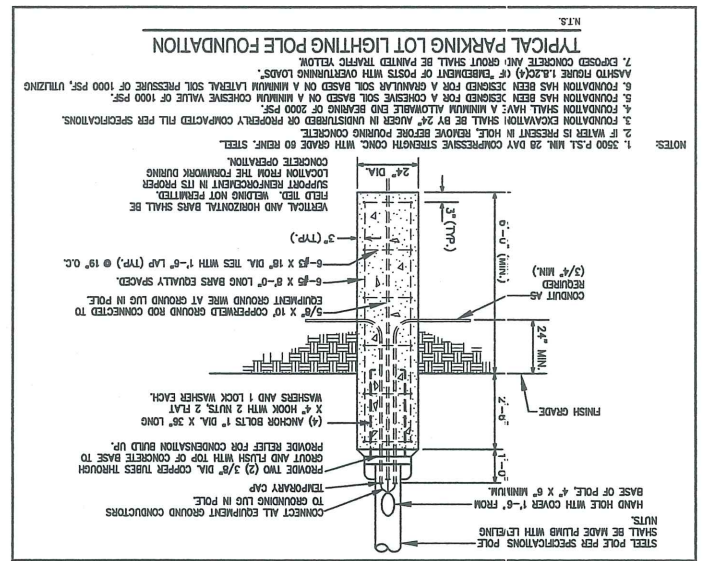 STEEL POLE PER SPECIFICATIONS POLE
SHALL BE MADE PLUMB WITH LEVELING
NUTS.
HAND HOLE WITH COVER 1'-6" FROM
BASE OF POLE, 4" X 6" MINIMUM.
CONNECT ALL EQUIPMENT GROUND CONDUCTORS
TO GROUNDING LUG IN POLE.
TEMPORARY CAP
PROVIDE TWO (2) 3/8" DIA. COPPER TUBES THROUGH
GROUT AND FLUSH WITH TOP OF CONCRETE BASE TO
PROVIDE RELIEF FOR CONDENSATION BUILD UP.
1'-0"
2'-6"
FINISH GRADE
(4) ANCHOR BOLTS 1" DIA. X 36" LONG
X 4" HOOK WITH 2 NUTS, 2 FLAT
WASHERS AND 1 LOCK WASHER EACH.
24" MIN.
CONDUIT AS
REQUIRED
(3/4" MIN.)
5/8" X 10' COPPERWELD GROUND ROD CONNECTED TO
EQUIPMENT GROUND WIRE AT GROUND LUG IN POLE.
6-#5 X 8'-0" LONG BARS EQUALLY SPACED.
6-#3 X 18" DIA. TIES WITH 1'-6" LAP (TYP.) @ 19" O.C.
6'-0" (MIN.)
3" (TYP.)
3" (TYP.)
VERTICAL AND HORIZONTAL BARS SHALL BE
FIELD TIED. WELDING NOT PERMITTED.
SUPPORT REINFORCEMENT IN ITS PROPER
LOCATION FROM THE FORMWORK DURING
CONCRETE OPERATION.
24" DIA.
NOTES:
1. 3500 P.S.I. MIN. 28 DAY COMPRESSIVE STRENGTH CONC. WITH GRADE 60 REINF. STEEL
2. IF WATER IS PRESENT IN HOLE, REMOVE BEFORE POURING CONCRETE.
3. FOUNDATION EXCAVATION SHALL BE BY 24" AUGER IN UNDISTURBED OR PROPERLY COMPACTED FILL PER SPECIFICATIONS.
4. FOUNDATION SHALL HAVE A MINIMUM ALLOWABLE END BEARING OF 2000 PSF.
5. FOUNDATION HAS BEEN DESIGNED FOR A COHESIVE SOIL BASED ON A MINIMUM COHESIVE VALUE OF 1000 PSF.
6. FOUNDATION HAS BEEN DESIGNED FOR A GRANULAR SOIL BASED ON A MINIMUM LATERAL SOIL PRESSURE OF 1000 PSF, UTILIZING
AASHTO FIGURE 1.8.2C(4) OF "EMBEDMENT OF POSTS WITH OVERTURNING LOADS".
7. EXPOSED CONCRETE AND GROUT SHALL BE PAINTED TRAFFIC YELLOW.
TYPICAL PARKING LOT LIGHTING POLE FOUNDATION
N.T.S.